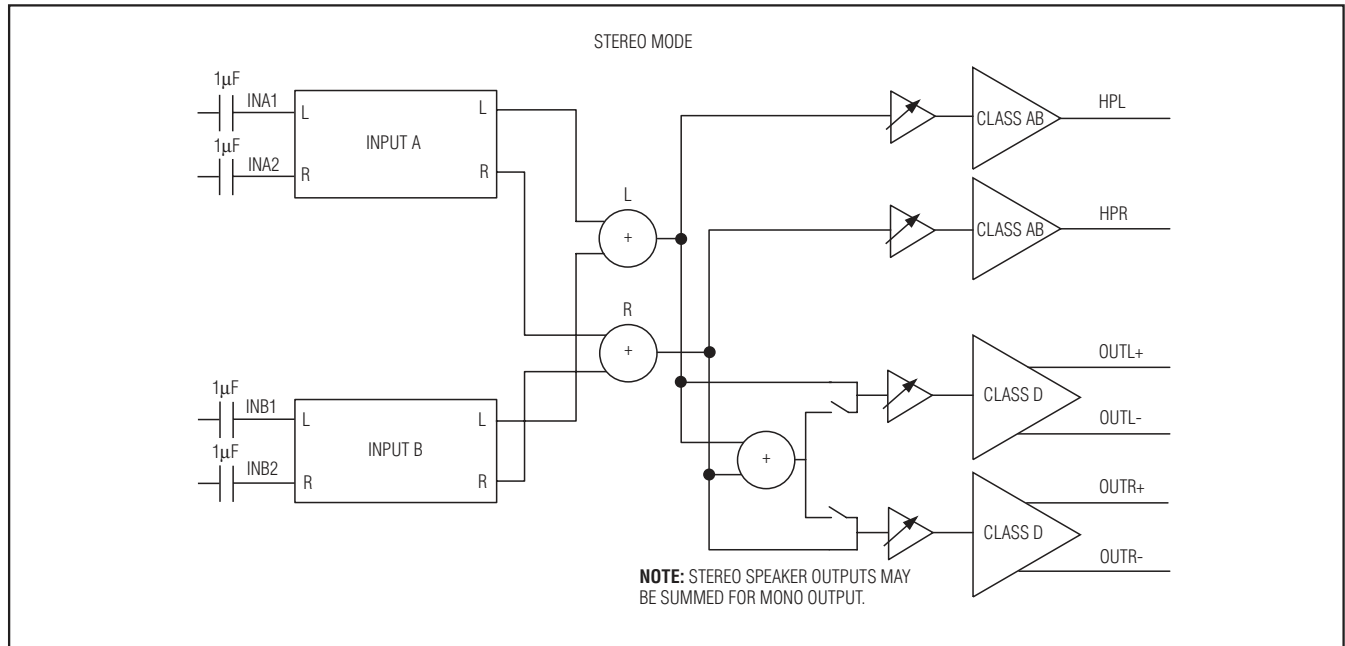 STEREO MODE
1μF
INA1
L
L
INPUT A
1μF
INA2
R
R
CLASS AB
HPL
L
+
CLASS AB
HPR
R
+
1μF
INB1
L
L
INPUT B
1μF
INB2
R
R
+
CLASS D
OUTL+
OUTL-
CLASS D
OUTR+
OUTR-
NOTE: STEREO SPEAKER OUTPUTS MAY
BE SUMMED FOR MONO OUTPUT.